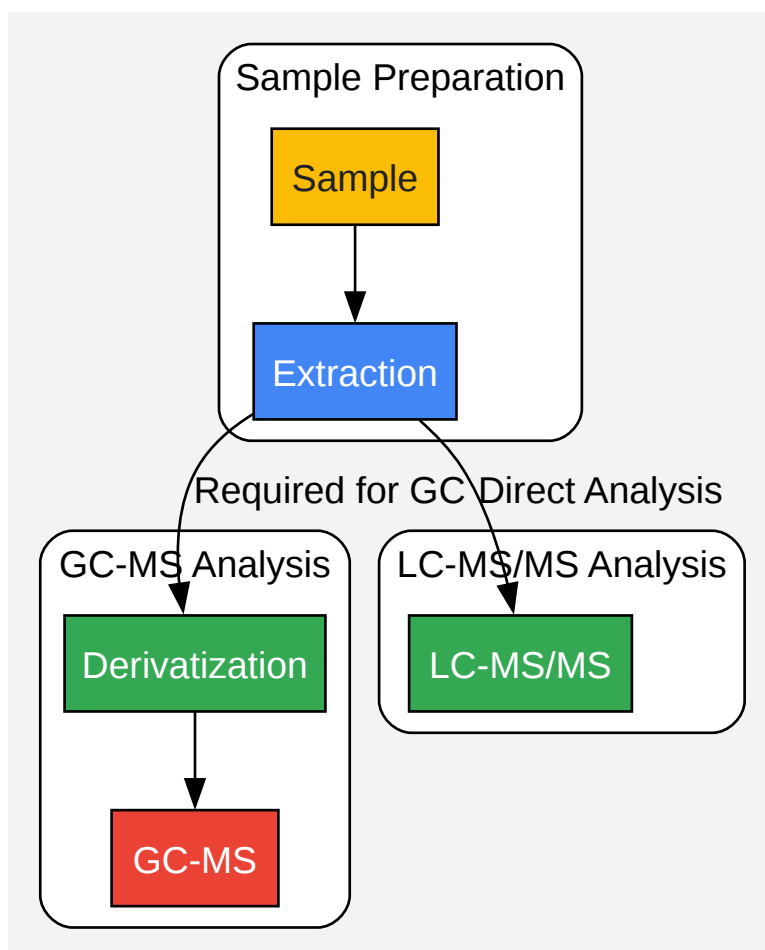 Sample Preparation
Sample
Extraction
Required for GC
Direct Analysis
GC-MS Analysis
LC-MS/MS Analysis
Derivatization
LC-MS/MS
GC-MS